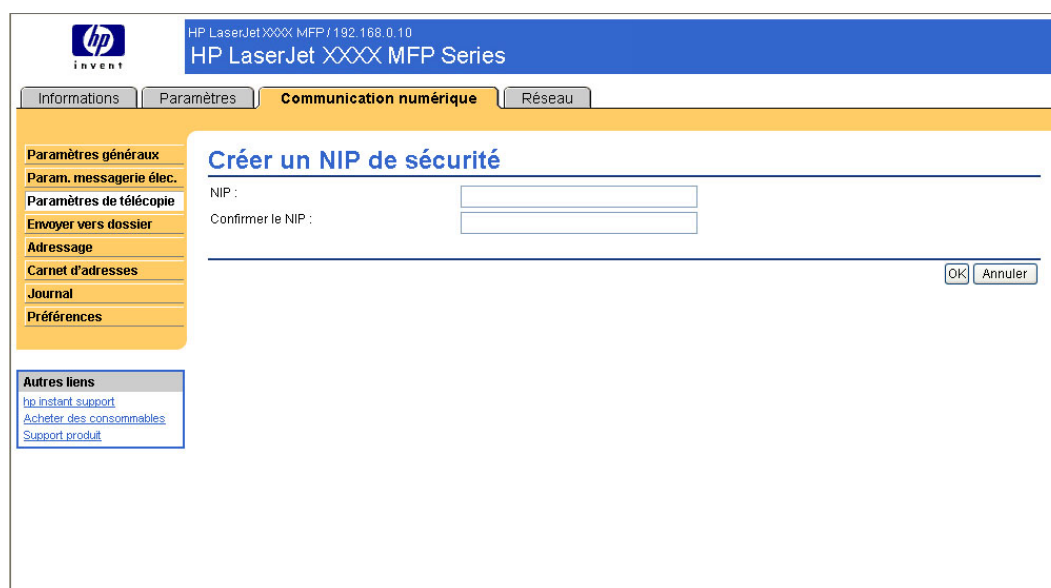 hp
invent
HP LaserJet XXXX MFP / 192.168.0.10
HP LaserJet XXXX MFP Series
Informations
Paramètres
Communication numérique
Réseau
Paramètres généraux
Param. messagerie élec.
Paramètres de télécopie
Envoyer vers dossier
Adressage
Carnet d'adresses
Journal
Préférences
Créer un NIP de sécurité
NIP :
Confirmer le NIP :
OK
Annuler
Autres liens
hp instant support
Acheter des consommables
Support produit